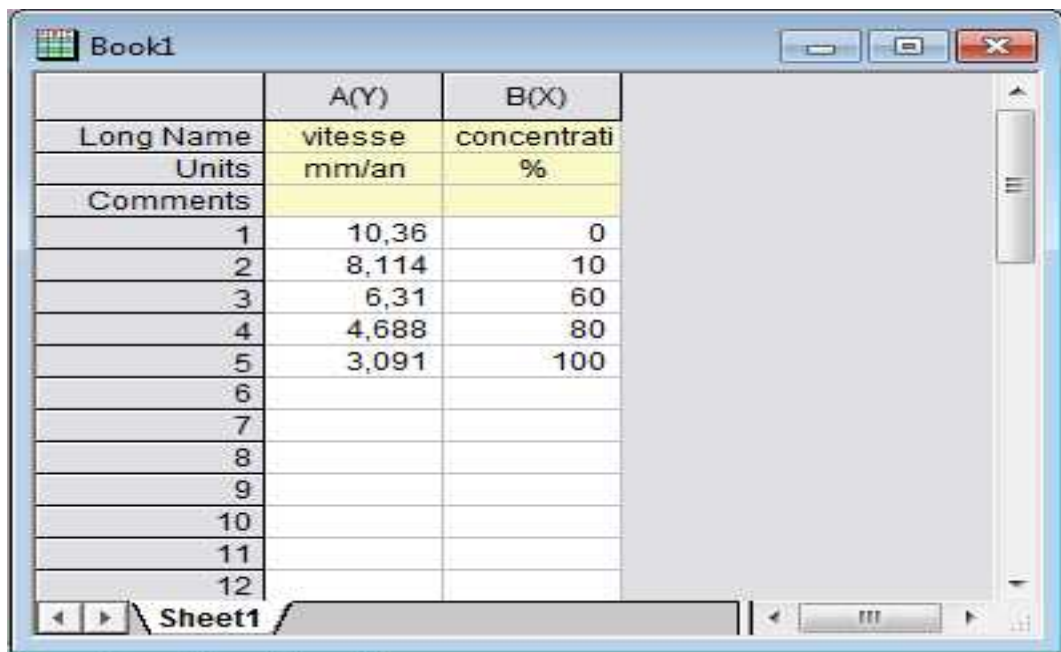 Book1
A(Y) B(X)
Long Name vitesse concentrati
Units mm/an %
Comments
1 10,36 0
2 8,114 10
3 6,31 60
4 4,688 80
5 3,091 100
6
7
8
9
10
11
12
Sheet1